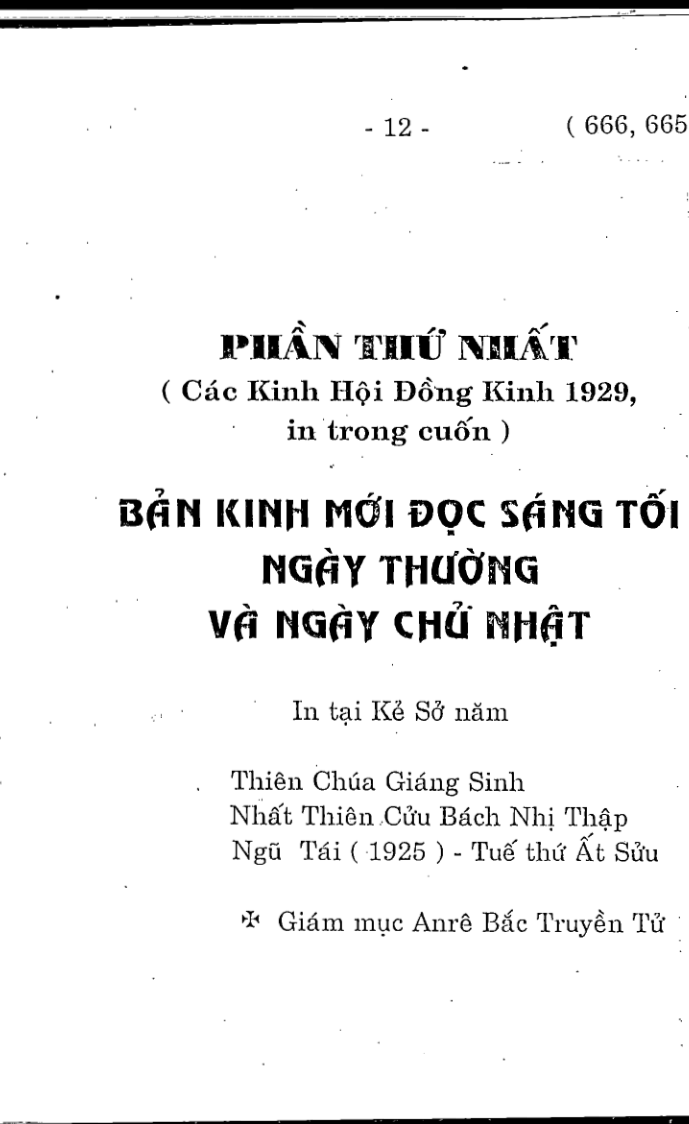 - 12 - ( 666, 665
PHẦN THỨ NHẤT
( Các Kinh Hội Đồng Kinh 1929,
in trong cuốn )
BẢN KINH MỚI ĐỌC SÁNG TỐI
NGÀY THƯỜNG
VÀ NGÀY CHỦ NHẬT
In tại Kẻ Sở năm
Thiên Chúa Giáng Sinh
Nhất Thiên Cửu Bách Nhị Thập
Ngũ Tái ( 1925 ) - Tuế thứ Ất Sửu
✠ Giám mục Anrê Bắc Truyền Tử